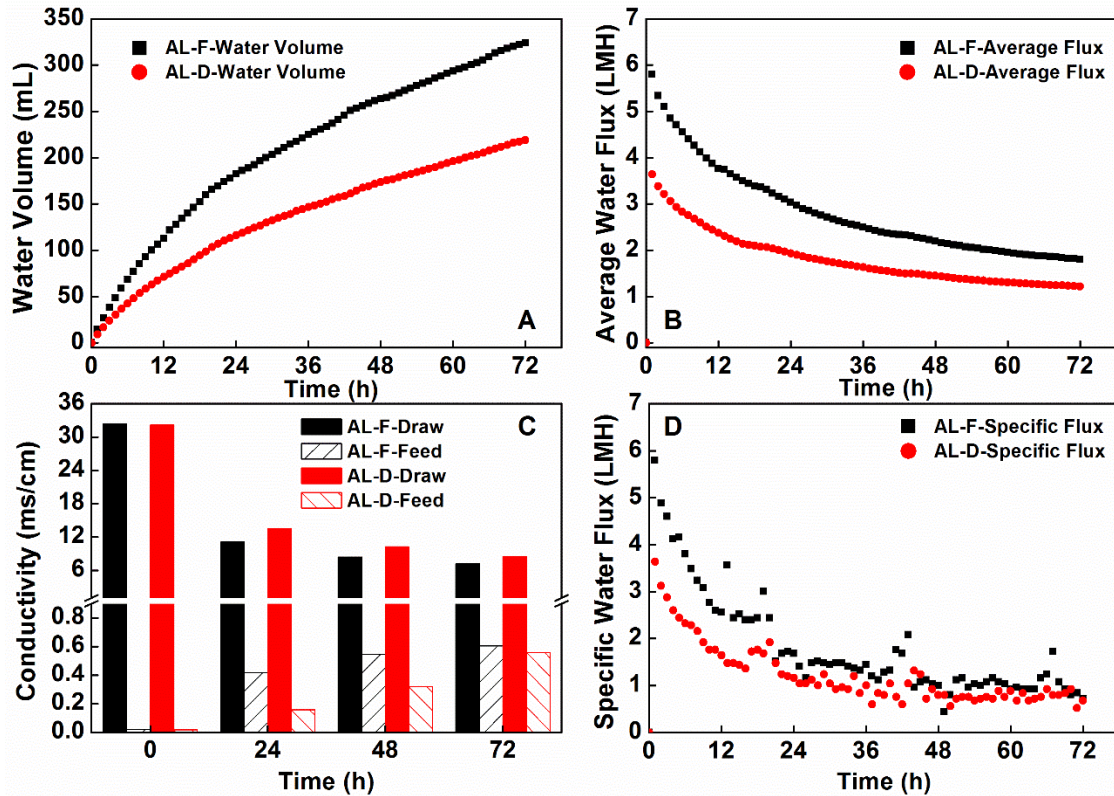 350
300
250
200
150
100
50
0
Water Volume (mL)
AL-F-Water Volume
AL-D-Water Volume
A
0 12 24 36 48 60 72
Time (h)
7
6
5
4
3
2
1
0
Average Water Flux (LMH)
AL-F-Average Flux
AL-D-Average Flux
B
0 12 24 36 48 60 72
Time (h)
36
30
24
18
12
6
0.8
0.6
0.4
0.2
0.0
Conductivity (ms/cm)
AL-F-Draw
AL-F-Feed
AL-D-Draw
AL-D-Feed
C
0 24 48 72
Time (h)
7
6
5
4
3
2
1
0
Specific Water Flux (LMH)
AL-F-Specific Flux
AL-D-Specific Flux
D
0 12 24 36 48 60 72
Time (h)